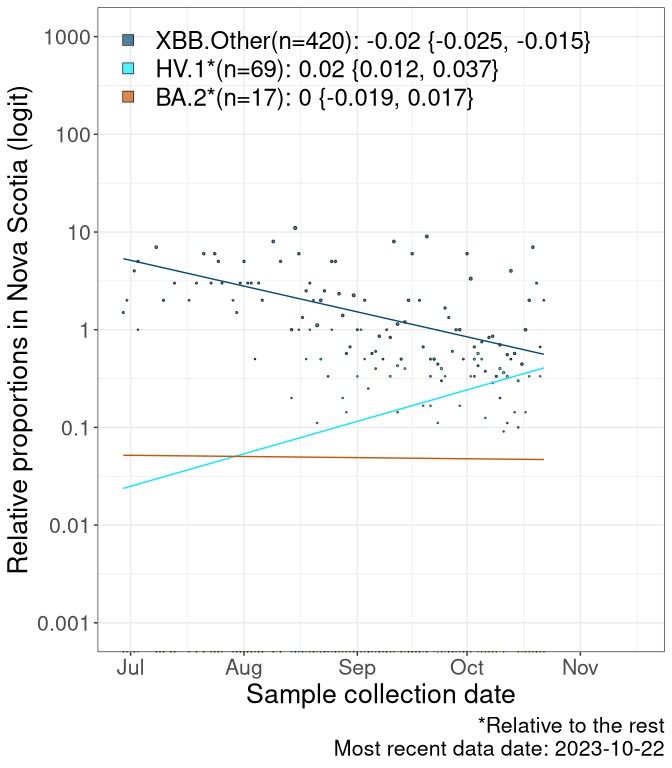 XBB.Other(n=420): -0.02 {-0.025, -0.015}
HV.1*(n=69): 0.02 {0.012, 0.037}
BA.2*(n=17): 0 {-0.019, 0.017}
Relative proportions in Nova Scotia (logit)
1000
100
10
1
0.1
0.01
0.001
Jul Aug Sep Oct Nov
Sample collection date
*Relative to the rest
Most recent data date: 2023-10-22